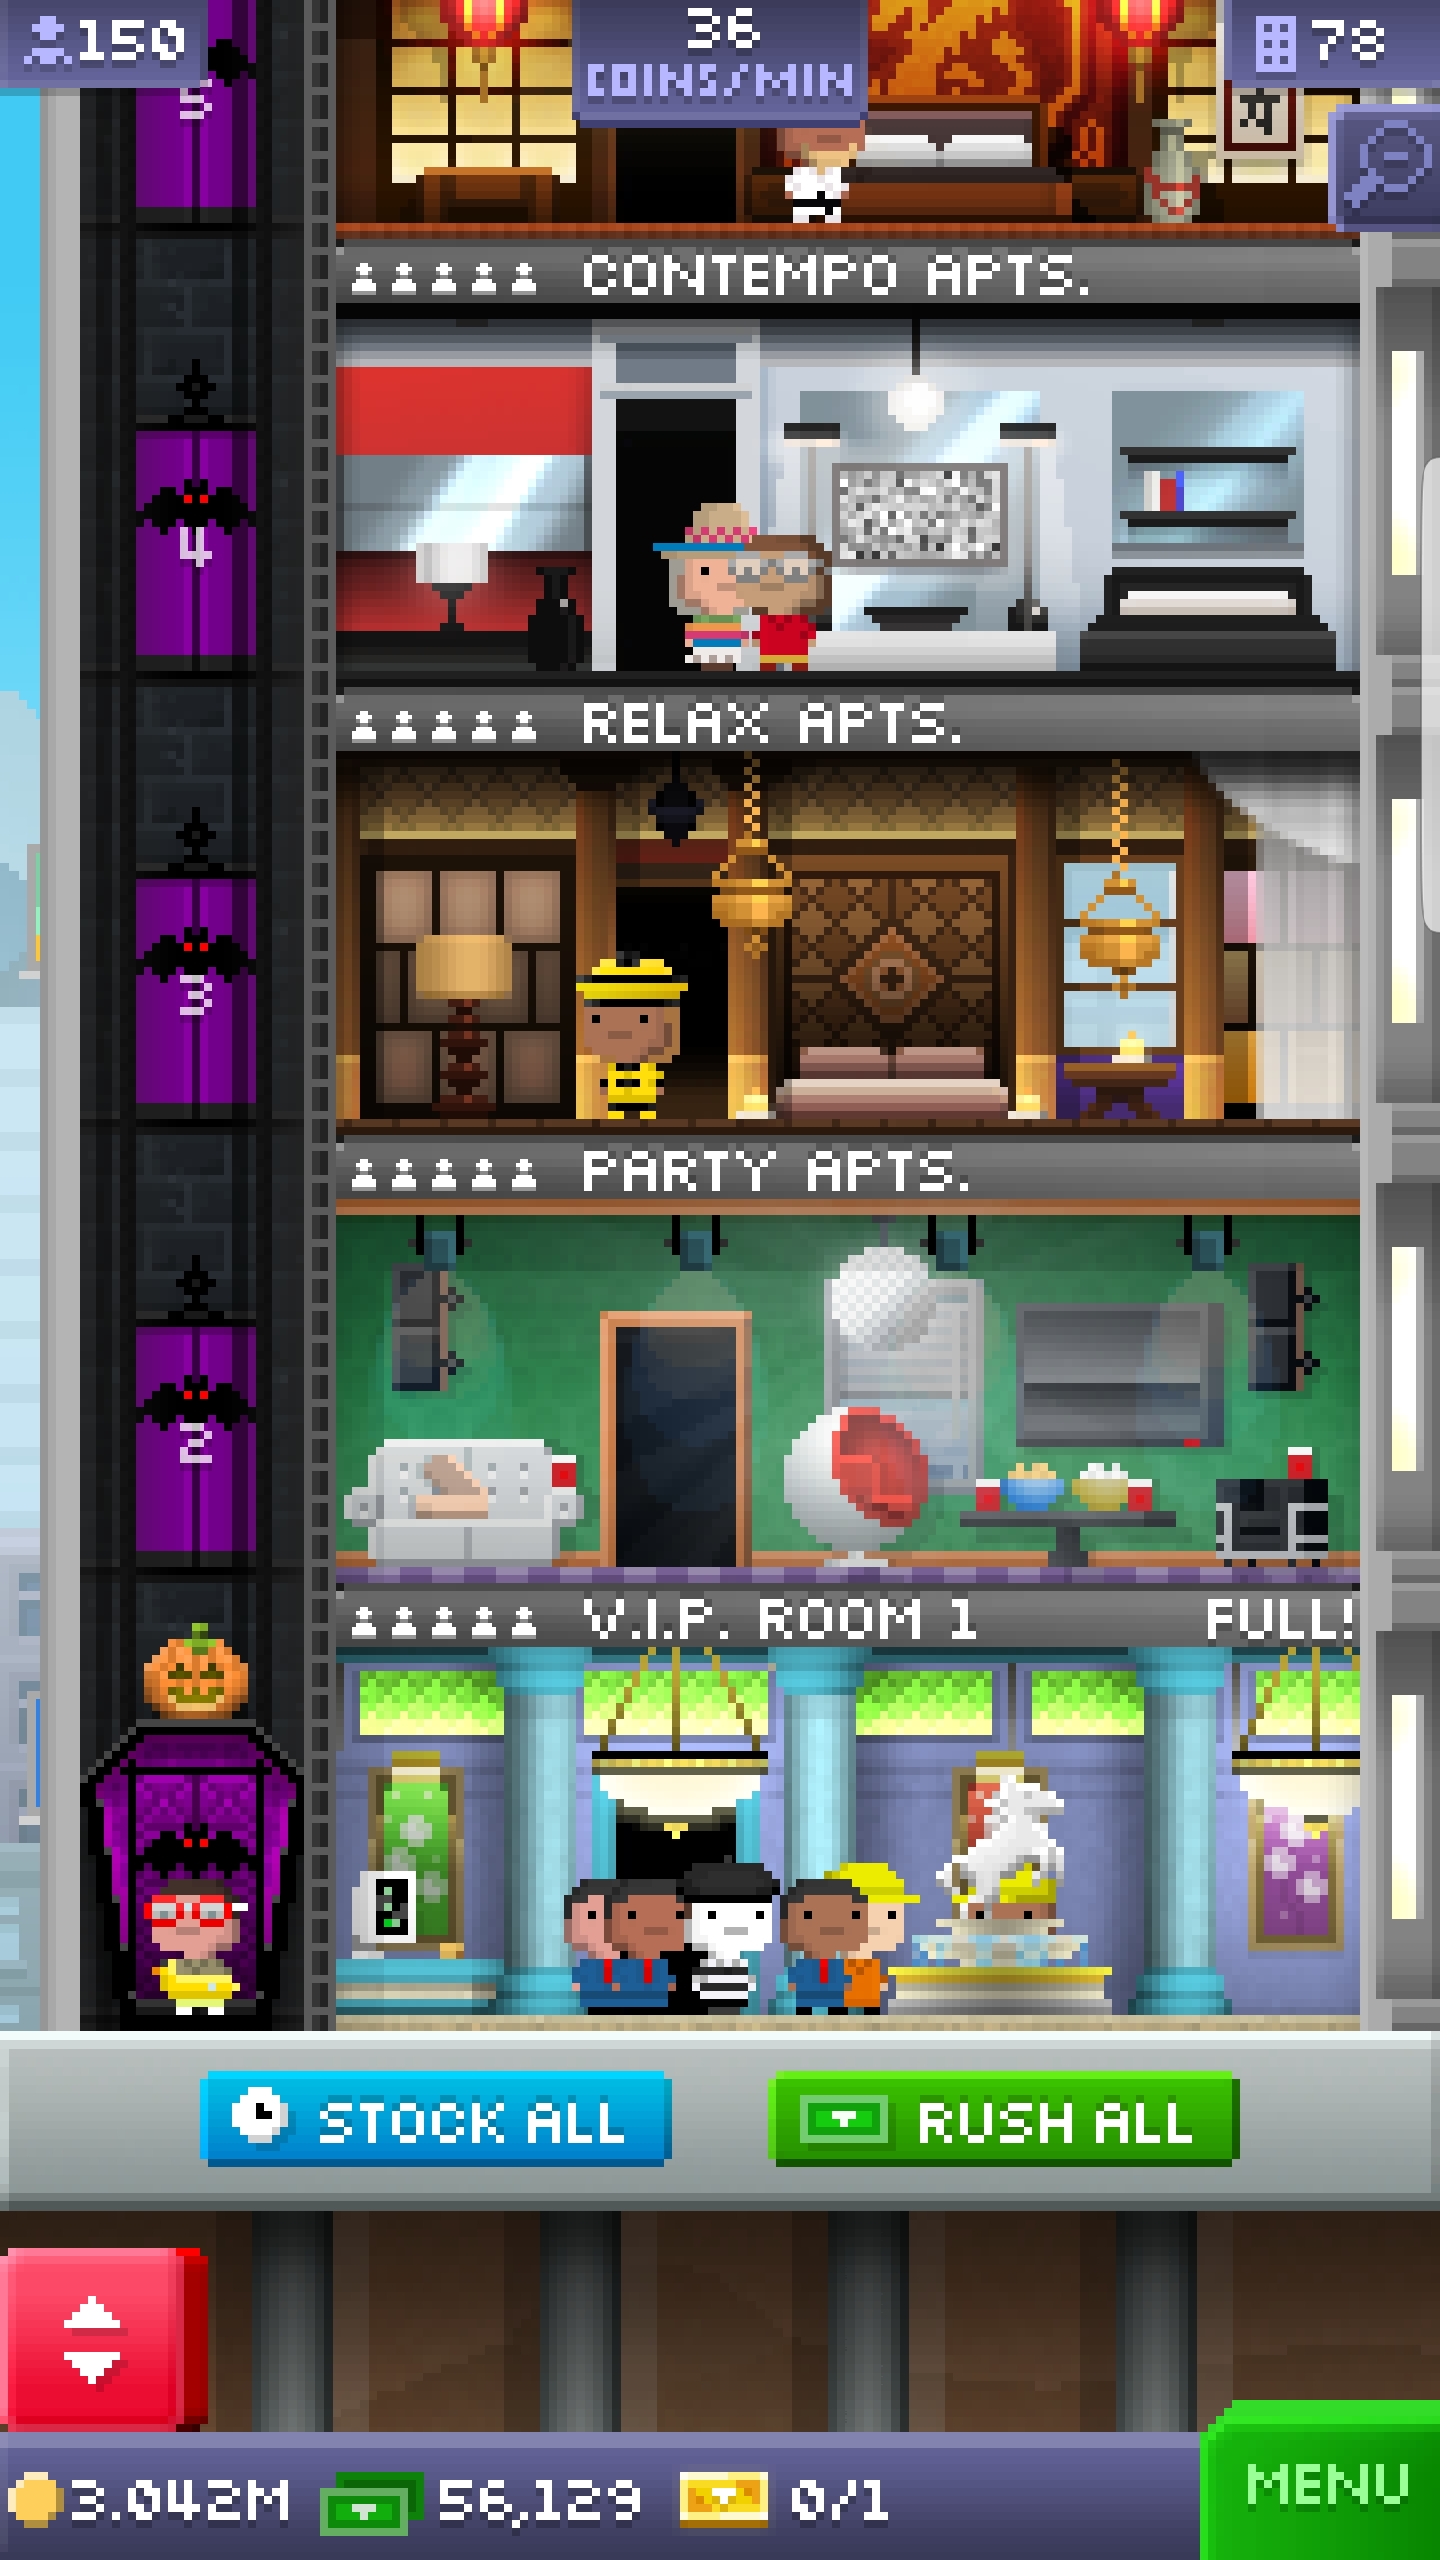 150
36
COINS/MIN
78
5
CONTEMPO APTS.
4
RELAX APTS.
3
PARTY APTS.
2
V.I.P. ROOM 1 FULL!
STOCK ALL
RUSH ALL
3.042M 56,129 0/1
MENU